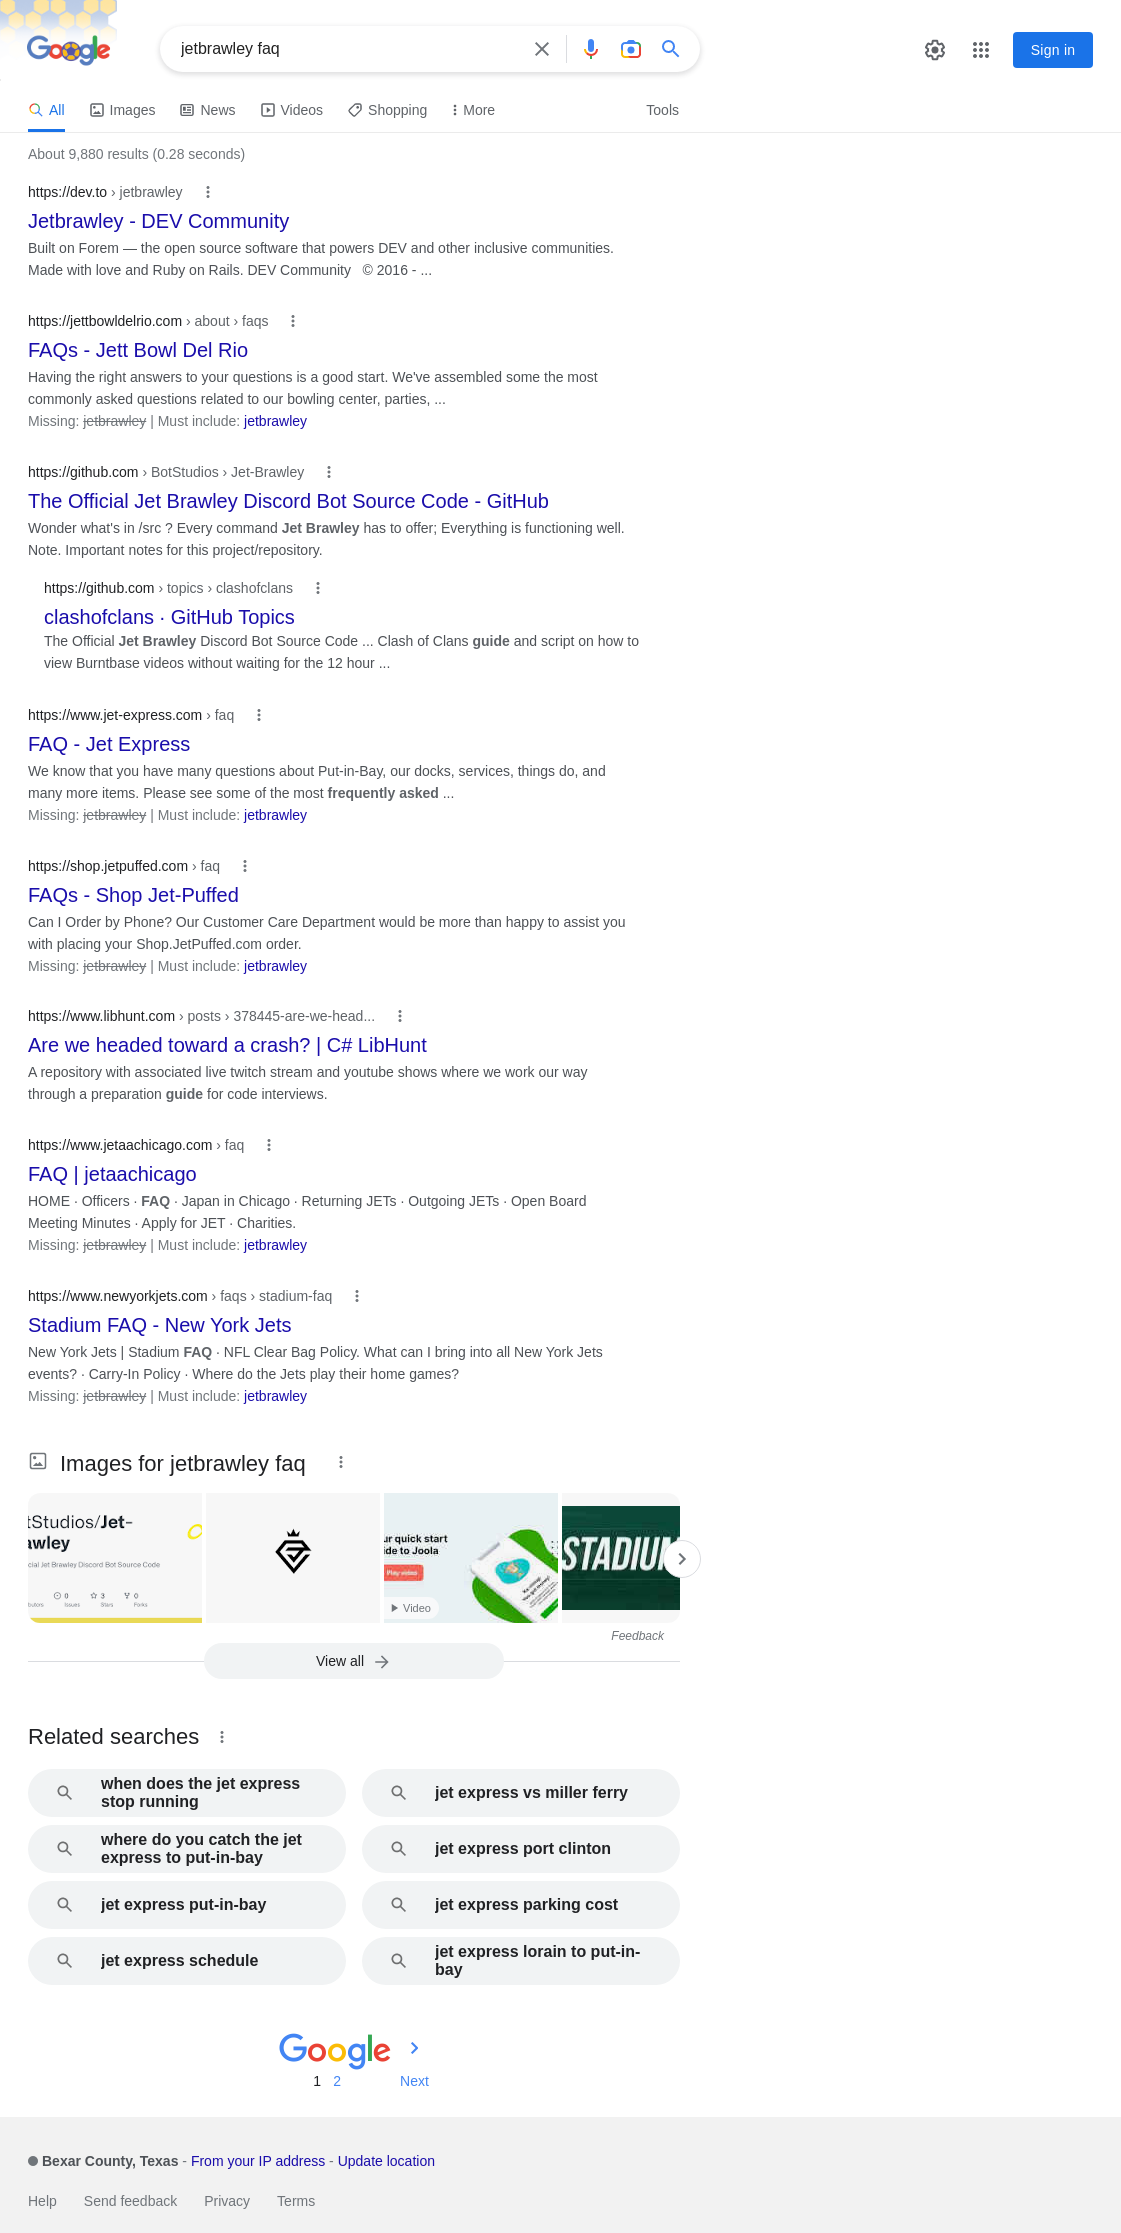 Google
jetbrawley faq
Sign in
All
Images
News
Videos
Shopping
More
Tools
About 9,880 results (0.28 seconds)
https://dev.to › jetbrawley
Jetbrawley - DEV Community
Built on Forem — the open source software that powers DEV and other inclusive communities.
Made with love and Ruby on Rails. DEV Community © 2016 - ...
https://jettbowldelrio.com › about › faqs
FAQs - Jett Bowl Del Rio
Having the right answers to your questions is a good start. We've assembled some the most
commonly asked questions related to our bowling center, parties, ...
Missing: jetbrawley | Must include: jetbrawley
https://github.com › BotStudios › Jet-Brawley
The Official Jet Brawley Discord Bot Source Code - GitHub
Wonder what's in /src ? Every command Jet Brawley has to offer; Everything is functioning well.
Note. Important notes for this project/repository.
https://github.com › topics › clashofclans
clashofclans · GitHub Topics
The Official Jet Brawley Discord Bot Source Code ... Clash of Clans guide and script on how to
view Burntbase videos without waiting for the 12 hour ...
https://www.jet-express.com › faq
FAQ - Jet Express
We know that you have many questions about Put-in-Bay, our docks, services, things do, and
many more items. Please see some of the most frequently asked ...
Missing: jetbrawley | Must include: jetbrawley
https://shop.jetpuffed.com › faq
FAQs - Shop Jet-Puffed
Can I Order by Phone? Our Customer Care Department would be more than happy to assist you
with placing your Shop.JetPuffed.com order.
Missing: jetbrawley | Must include: jetbrawley
https://www.libhunt.com › posts › 378445-are-we-head...
Are we headed toward a crash? | C# LibHunt
A repository with associated live twitch stream and youtube shows where we work our way
through a preparation guide for code interviews.
https://www.jetaachicago.com › faq
FAQ | jetaachicago
HOME · Officers · FAQ · Japan in Chicago · Returning JETs · Outgoing JETs · Open Board
Meeting Minutes · Apply for JET · Charities.
Missing: jetbrawley | Must include: jetbrawley
https://www.newyorkjets.com › faqs › stadium-faq
Stadium FAQ - New York Jets
New York Jets | Stadium FAQ · NFL Clear Bag Policy. What can I bring into all New York Jets
events? · Carry-In Policy · Where do the Jets play their home games?
Missing: jetbrawley | Must include: jetbrawley
Images for jetbrawley faq
tStudios/Jet-
awley
cial Jet Brawley Discord Bot Source Code
0 0 3 0
butors Issues Stars Forks
ur quick start
ide to Joola
Play video
Video
STADIUM
Feedback
View all
Related searches
when does the jet express
stop running
jet express vs miller ferry
where do you catch the jet
express to put-in-bay
jet express port clinton
jet express put-in-bay
jet express parking cost
jet express schedule
jet express lorain to put-in-
bay
Google
1 2 Next
Bexar County, Texas - From your IP address - Update location
Help Send feedback Privacy Terms